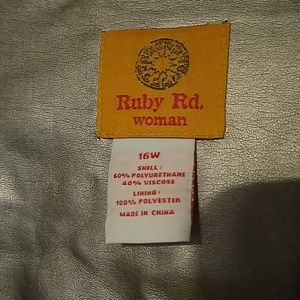 Ruby Rd.
woman
16W
SHELL:
60% POLYURETHANE
40% VISCOSE
LINING:
100% POLYESTER
MADE IN CHINA